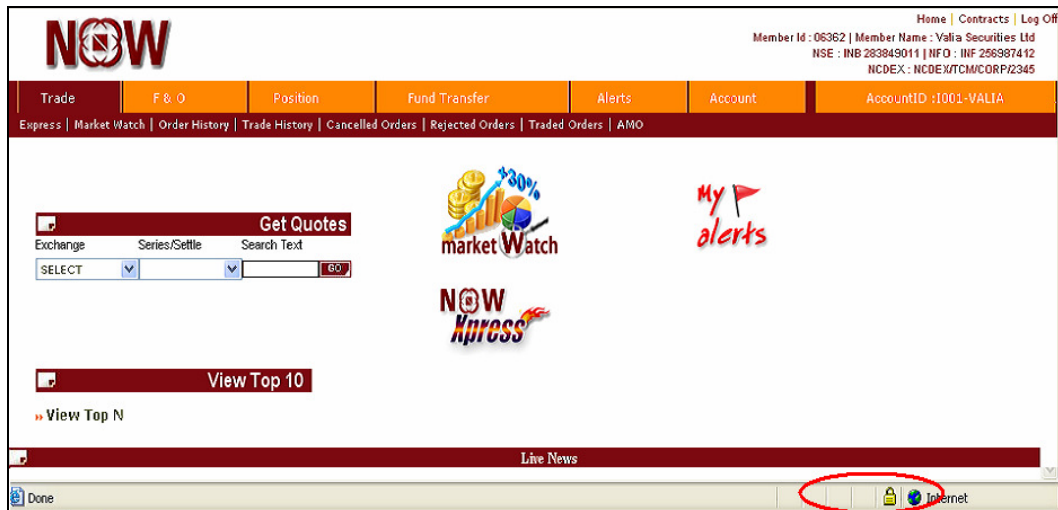 NOW
Home | Contracts | Log Off
Member Id : 06362 | Member Name : Valia Securities Ltd
NSE : INB 283849011 | NFO : INF 256987412
NCDEX : NCDEX/TCM/CORP/2345
Trade F & O Position Fund Transfer Alerts Account AccountID :I001-VALIA
Express | Market Watch | Order History | Trade History | Cancelled Orders | Rejected Orders | Traded Orders | AMO
+30%
market Watch
My alerts
Get Quotes
Exchange Series/Settle Search Text
SELECT GO
NOW
Xpress
View Top 10
» View Top N
Live News
Done Internet